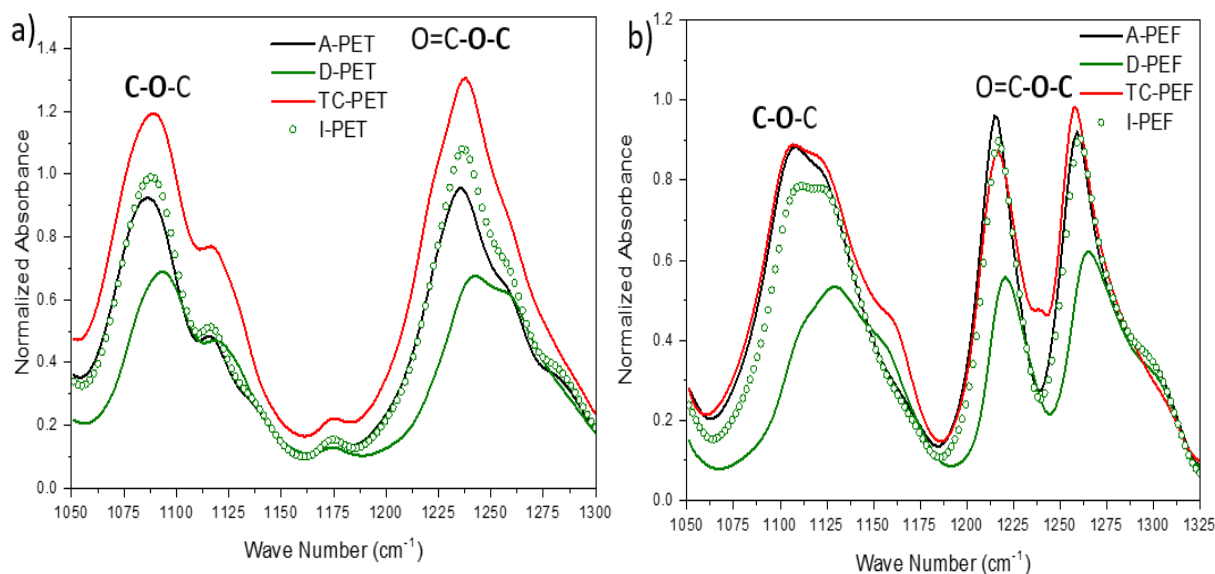 a)
C-O-C
O=C-O-C
A-PET
D-PET
TC-PET
I-PET
Normalized Absorbance
1.4
1.2
1.0
0.8
0.6
0.4
0.2
0.0
1050 1075 1100 1125 1150 1175 1200 1225 1250 1275 1300
Wave Number (cm⁻¹)
b)
C-O-C
O=C-O-C
A-PEF
D-PEF
TC-PEF
I-PEF
Normalized Absorbance
1.2
1.0
0.8
0.6
0.4
0.2
0.0
1050 1075 1100 1125 1150 1175 1200 1225 1250 1275 1300 1325
Wave Number (cm⁻¹)